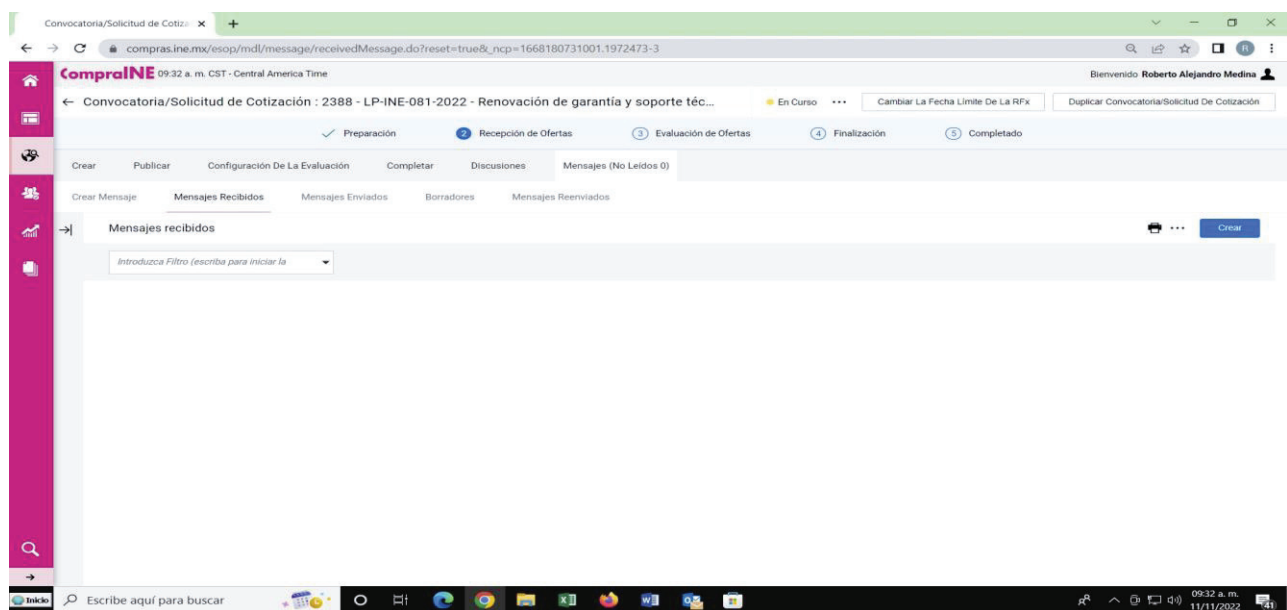 Convocatoria/Solicitud de Cotiza
compras.ine.mx/esop/mdl/message/receivedMessage.do?reset=true&_ncp=1668180731001.1972473-3
R
CompraINE 09:32 a. m. CST - Central America Time
Bienvenido Roberto Alejandro Medina
Convocatoria/Solicitud de Cotización : 2388 - LP-INE-081-2022 - Renovación de garantía y soporte téc...
En Curso
Cambiar La Fecha Límite De La RFx
Duplicar Convocatoria/Solicitud De Cotización
Preparación
2 Recepción de Ofertas
3 Evaluación de Ofertas
4 Finalización
5 Completado
Crear
Publicar
Configuración De La Evaluación
Completar
Discusiones
Mensajes (No Leídos 0)
Crear Mensaje
Mensajes Recibidos
Mensajes Enviados
Borradores
Mensajes Reenviados
Mensajes recibidos
Crear
Introduzca Filtro (escriba para iniciar la
Inicio
Escribe aquí para buscar
09:32 a. m.
11/11/2022